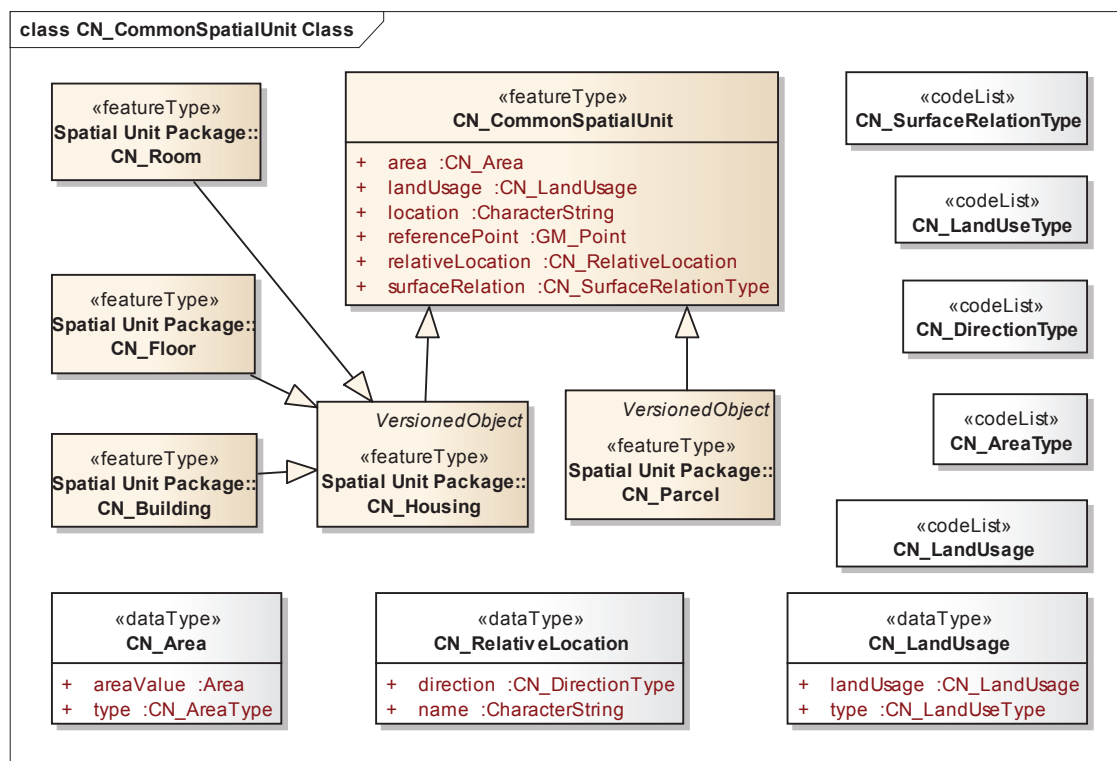 class CN_CommonSpatialUnit Class
«featureType»
Spatial Unit Package::
CN_Room
«featureType»
CN_CommonSpatialUnit
+ area :CN_Area
+ landUsage :CN_LandUsage
+ location :CharacterString
+ referencePoint :GM_Point
+ relativeLocation :CN_RelativeLocation
+ surfaceRelation :CN_SurfaceRelationType
«codeList»
CN_SurfaceRelationType
«codeList»
CN_LandUseType
«featureType»
Spatial Unit Package::
CN_Floor
«codeList»
CN_DirectionType
VersionedObject
«featureType»
Spatial Unit Package::
CN_Housing
VersionedObject
«featureType»
Spatial Unit Package::
CN_Parcel
«codeList»
CN_AreaType
«featureType»
Spatial Unit Package::
CN_Building
«codeList»
CN_LandUsage
«dataType»
CN_Area
+ areaValue :Area
+ type :CN_AreaType
«dataType»
CN_RelativeLocation
+ direction :CN_DirectionType
+ name :CharacterString
«dataType»
CN_LandUsage
+ landUsage :CN_LandUsage
+ type :CN_LandUseType